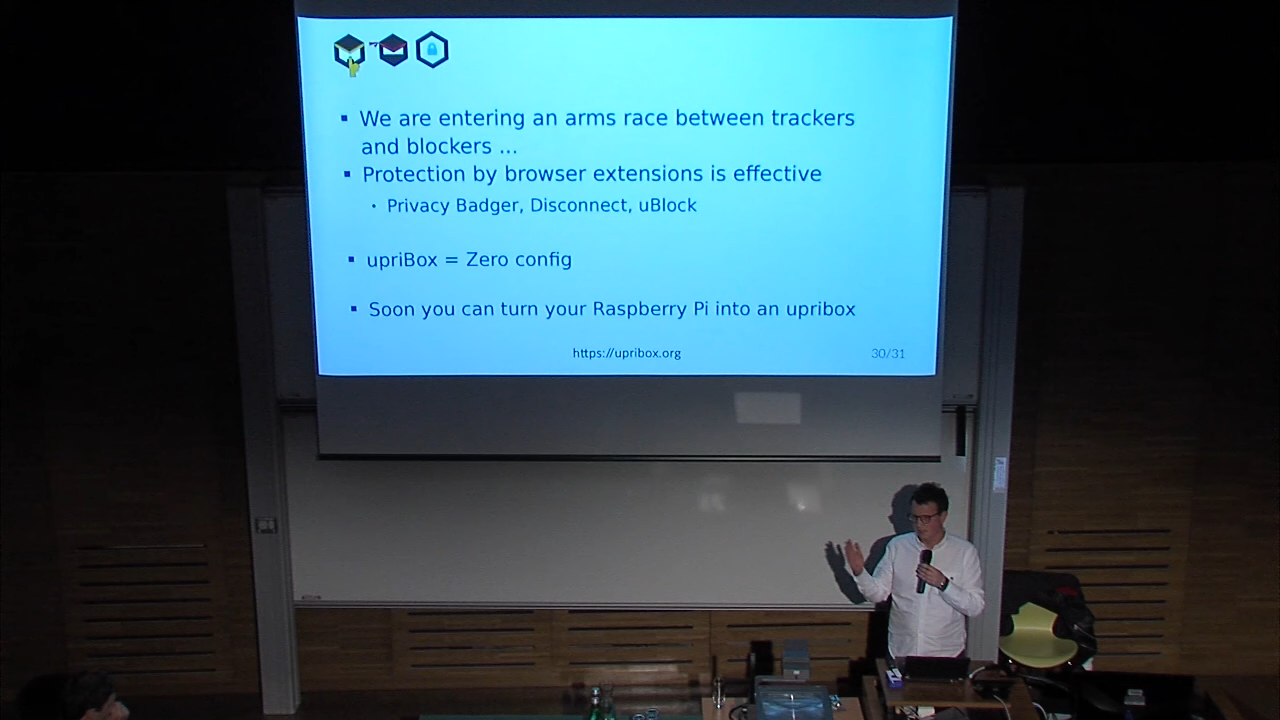 We are entering an arms race between trackers
and blockers ...
Protection by browser extensions is effective
Privacy Badger, Disconnect, uBlock
upriBox = Zero config
Soon you can turn your Raspberry Pi into an upribox
https://upribox.org
30/31